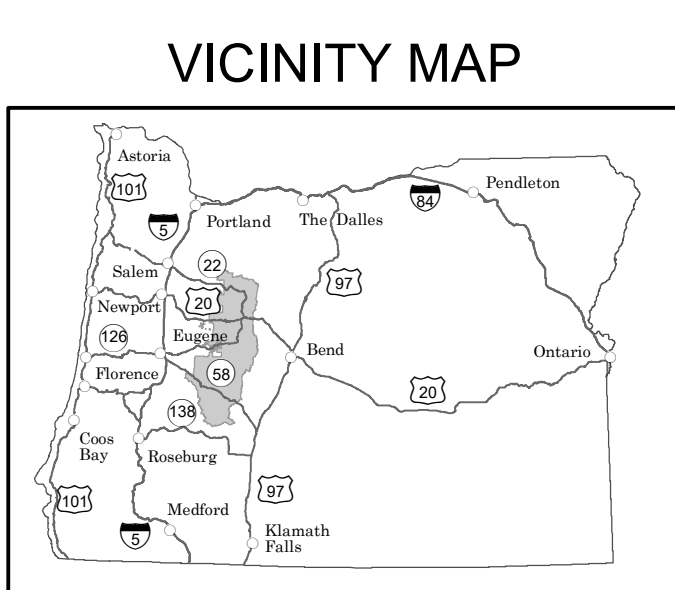 VICINITY MAP
Astoria
101
5
Portland
The Dalles
84
Pendleton
Salem
22
97
Newport
20
126
Eugene
Florence
58
Bend
Ontario
20
138
Coos
Bay
Roseburg
101
97
Medford
5
Klamath
Falls